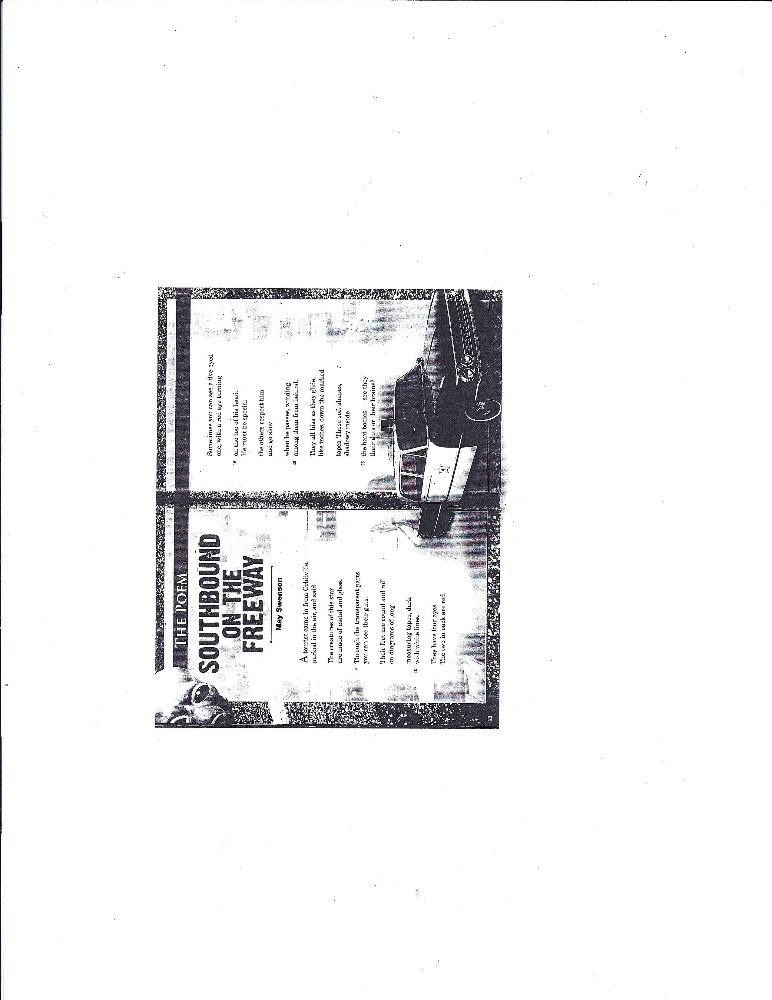 THE POEM
SOUTHBOUND
ON THE
FREEWAY
May Swenson
A tourist came in from Orbitville,
parked in the air, and said:
The creatures of this star
are made of metal and glass.
5 Through the transparent parts
you can see their guts.
Their feet are round and roll
on diagrams of long
measuring tapes, dark
10 with white lines.
They have four eyes.
The two in back are red.
20
Sometimes you can see a five-eyed
one, with a red eye turning
15 on the top of his head.
He must be special —
the others respect him
and go slow
when he passes, winding
20 among them from behind.
They all hiss as they glide,
like inches, down the marked
tapes. Those soft shapes,
shadowy inside
25 the hard bodies — are they
their guts or their brains?